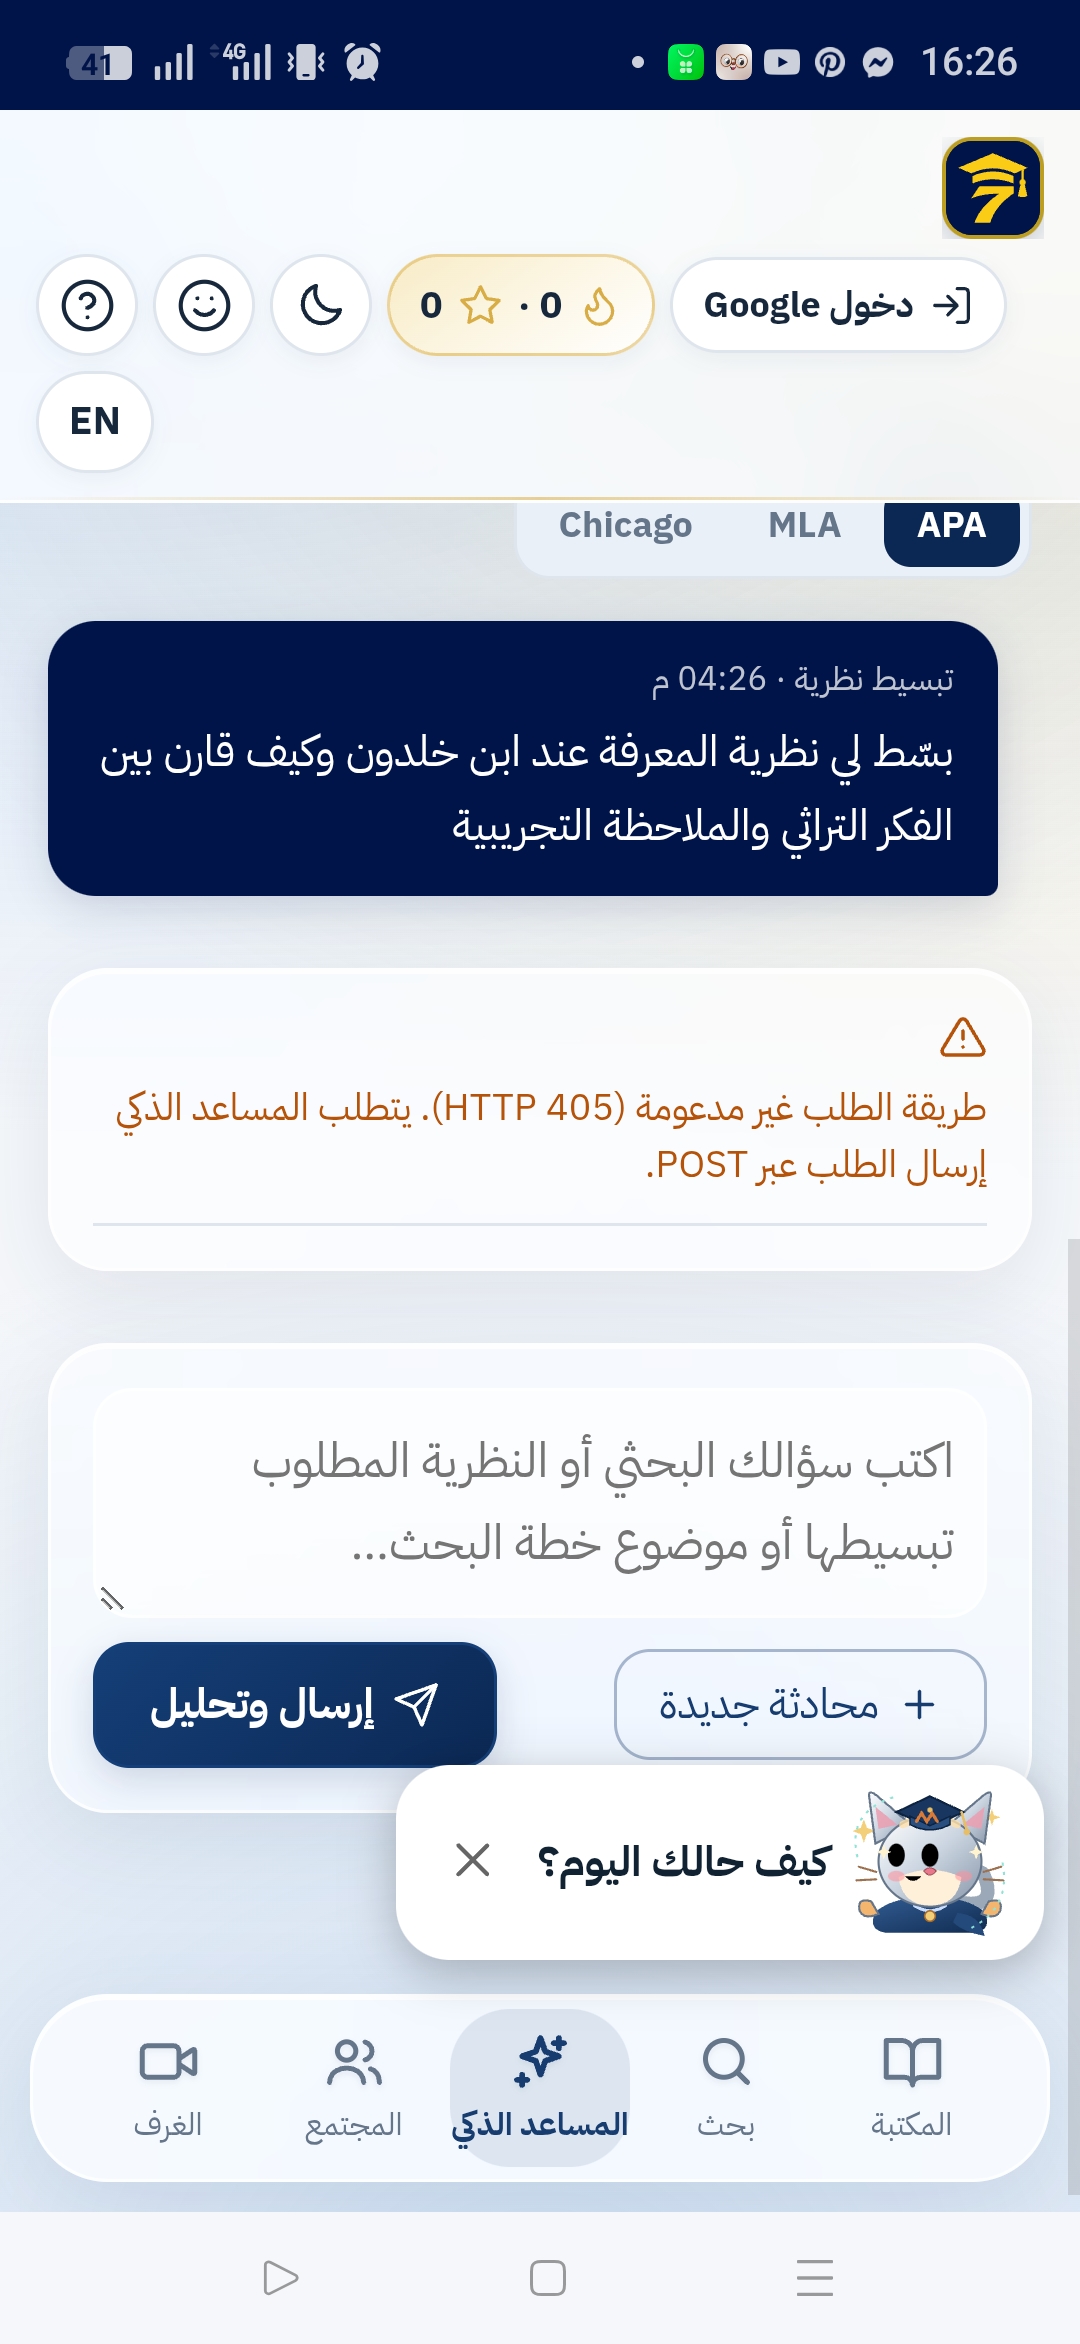 41
4G
16:26
7
دخول Google
0 · 0
EN
APA
MLA
Chicago
تبسيط نظرية · 04:26 م
بسّط لي نظرية المعرفة عند ابن خلدون وكيف قارن بين
الفكر التراثي والملاحظة التجريبية
طريقة الطلب غير مدعومة (HTTP 405). يتطلب المساعد الذكي
إرسال الطلب عبر POST.
اكتب سؤالك البحثي أو النظرية المطلوب
تبسيطها أو موضوع خطة البحث...
محادثة جديدة
إرسال وتحليل
كيف حالك اليوم؟
المكتبة
بحث
المساعد الذكي
المجتمع
الغرف